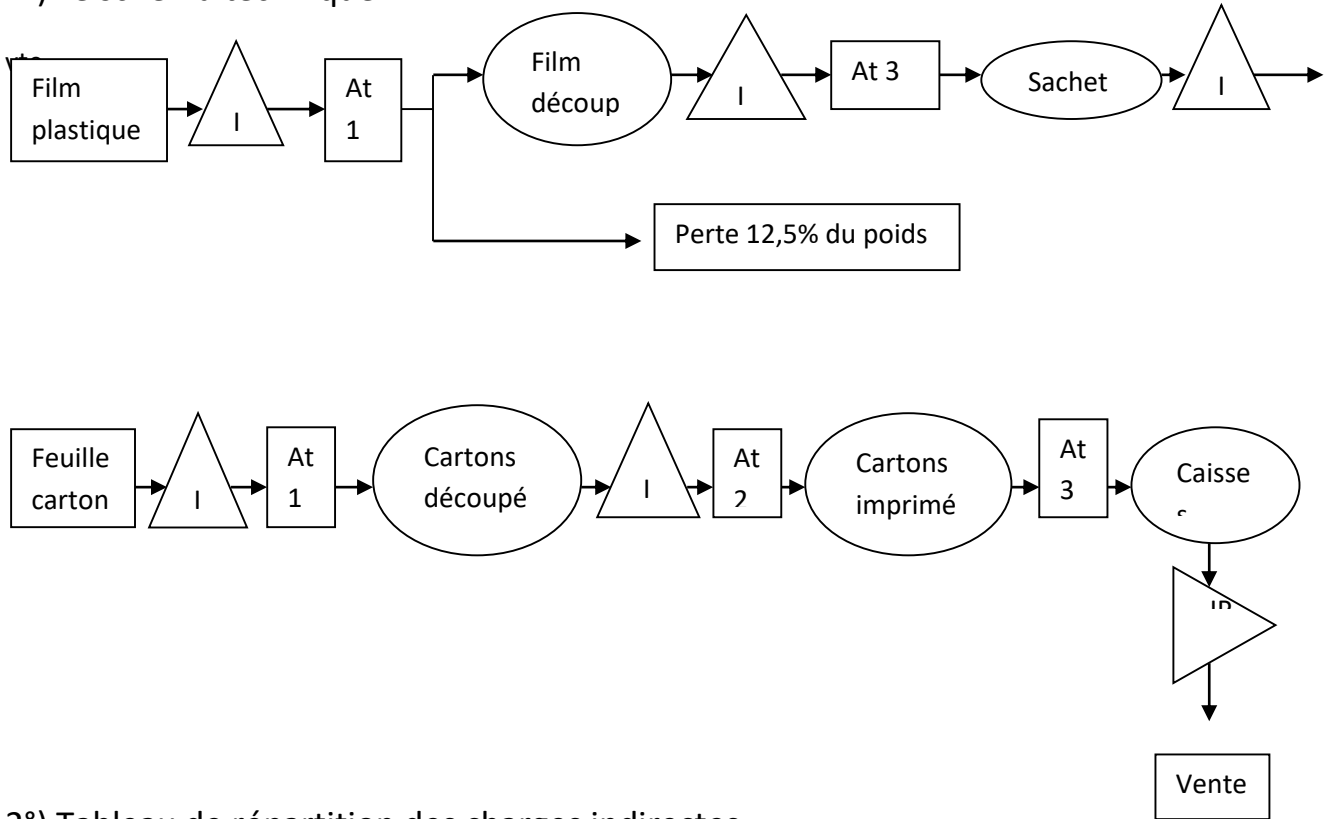 Film
plastique
I
At
1
Film
découp
I
At 3
Sachet
I
Perte 12,5% du poids
Feuille
carton
I
At
1
Cartons
découpé
I
At
2
Cartons
imprimé
At
3
Caisse
s
Vente
2°) Tableau de répartition des charges indirectes